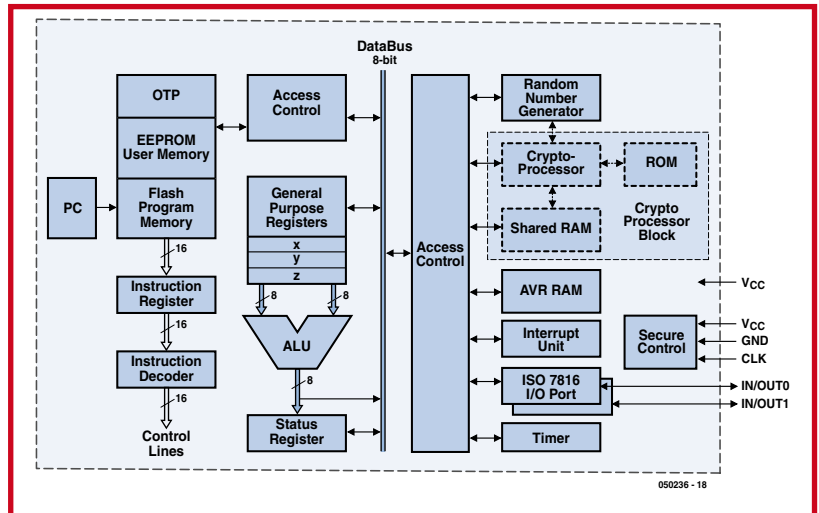 DataBus
8-bit
OTP
EEPROM
User Memory
Flash
Program
Memory
PC
16
Instruction
Register
16
Instruction
Decoder
16
Control
Lines
Access
Control
General
Purpose
Registers
x
y
z
8
8
ALU
8
Status
Register
Access
Control
Random
Number
Generator
Crypto-
Processor
ROM
Shared RAM
Crypto
Processor
Block
AVR RAM
Interrupt
Unit
ISO 7816
I/O Port
Timer
Secure
Control
VCC
VCC
GND
CLK
IN/OUT0
IN/OUT1
050236 - 18